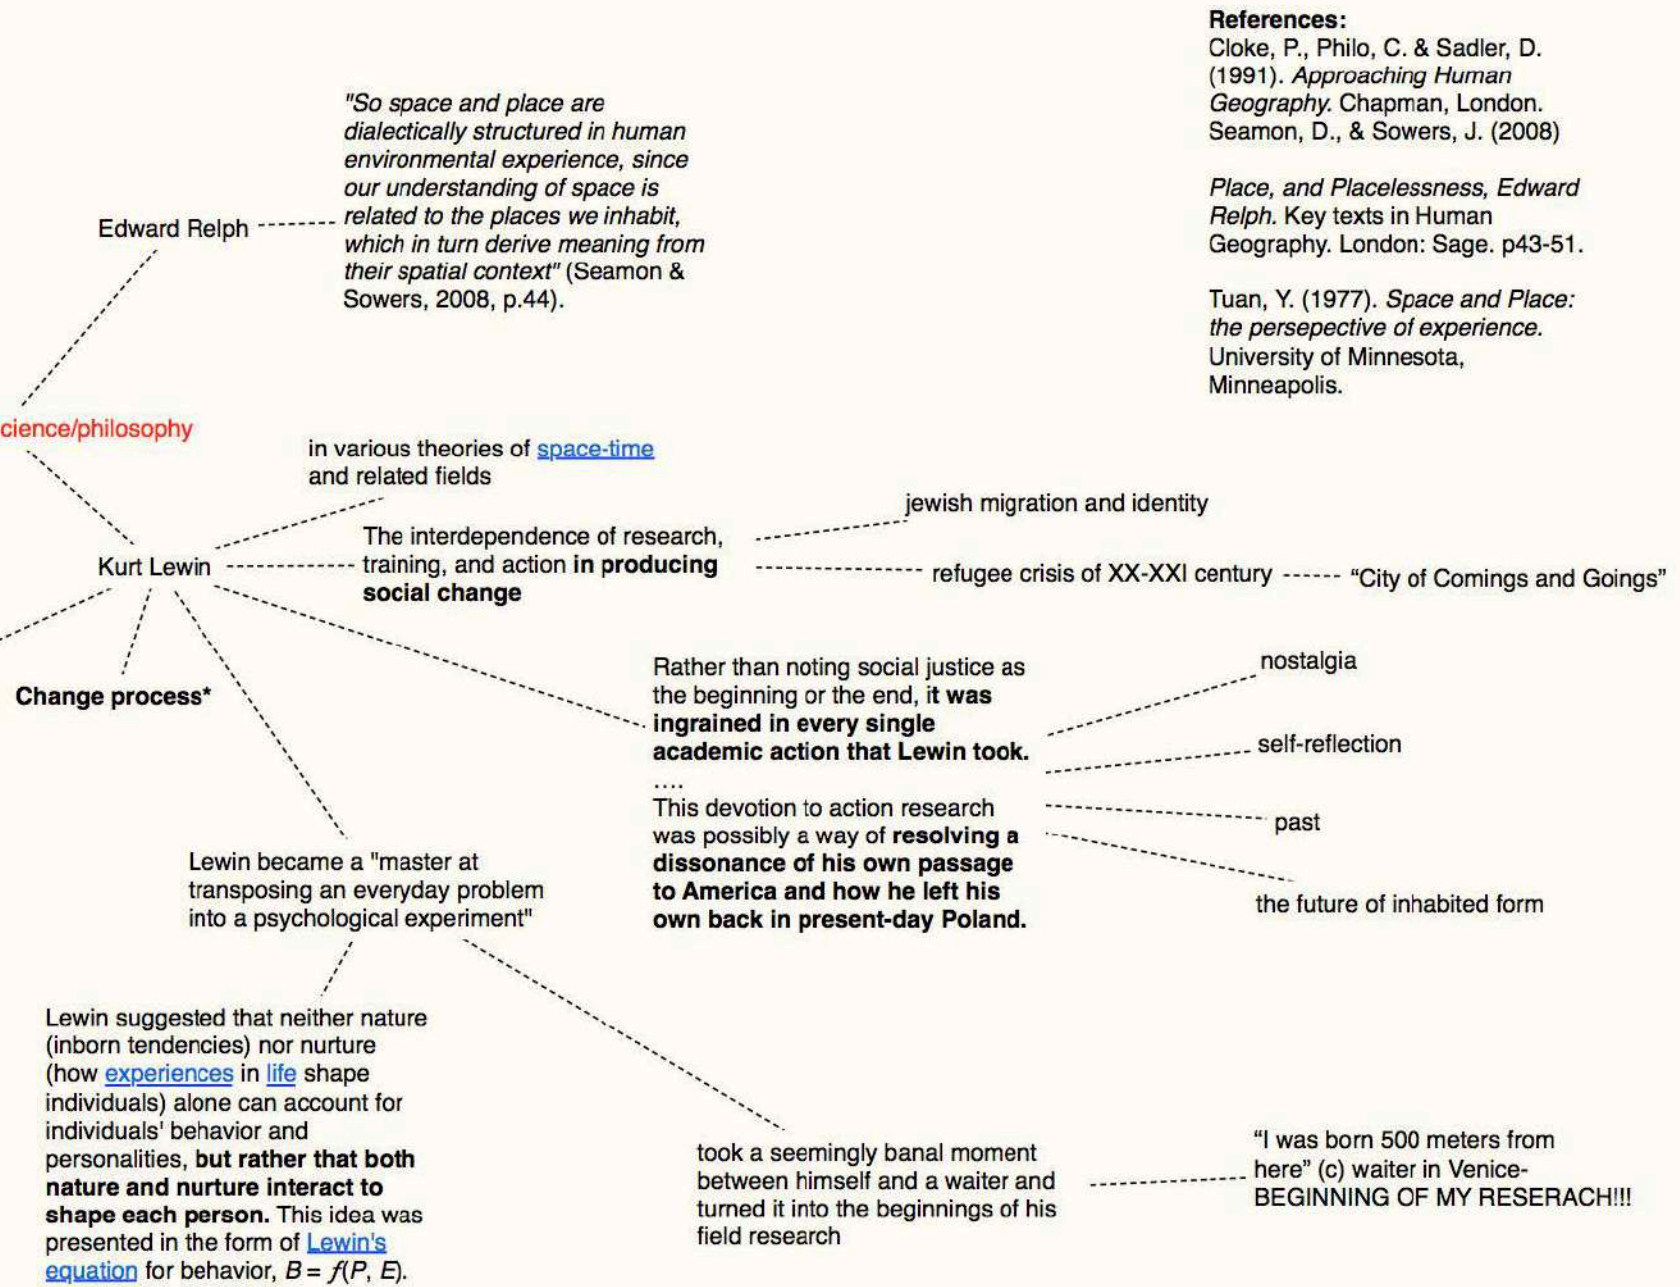 References:
Cloke, P., Philo, C. & Sadler, D.
(1991). Approaching Human
Geography. Chapman, London.
Seamon, D., & Sowers, J. (2008)
Place, and Placelessness, Edward
Relph. Key texts in Human
Geography. London: Sage. p43-51.
Tuan, Y. (1977). Space and Place:
the persepective of experience.
University of Minnesota,
Minneapolis.
"So space and place are
dialectically structured in human
environmental experience, since
our understanding of space is
related to the places we inhabit,
which in turn derive meaning from
their spatial context" (Seamon &
Sowers, 2008, p.44).
Edward Relph
cience/philosophy
in various theories of space-time
and related fields
Kurt Lewin
The interdependence of research,
training, and action in producing
social change
jewish migration and identity
refugee crisis of XX-XXI century
“City of Comings and Goings”
Change process*
Rather than noting social justice as
the beginning or the end, it was
ingrained in every single
academic action that Lewin took.
....
This devotion to action research
was possibly a way of resolving a
dissonance of his own passage
to America and how he left his
own back in present-day Poland.
nostalgia
self-reflection
past
the future of inhabited form
Lewin became a "master at
transposing an everyday problem
into a psychological experiment"
Lewin suggested that neither nature
(inborn tendencies) nor nurture
(how experiences in life shape
individuals) alone can account for
individuals' behavior and
personalities, but rather that both
nature and nurture interact to
shape each person. This idea was
presented in the form of Lewin's
equation for behavior, B = f(P, E).
took a seemingly banal moment
between himself and a waiter and
turned it into the beginnings of his
field research
“I was born 500 meters from
here” (c) waiter in Venice-
BEGINNING OF MY RESERACH!!!